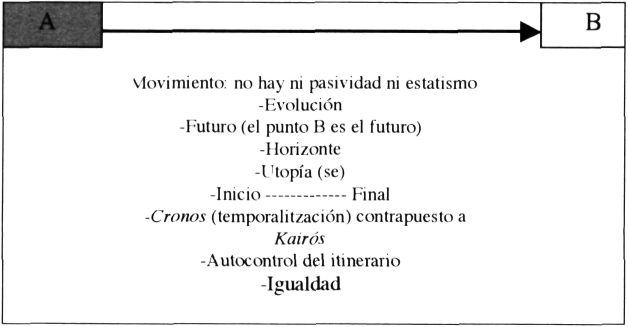 A B
Movimiento: no hay ni pasividad ni estatismo
-Evolución
-Futuro (el punto B es el futuro)
-Horizonte
-Utopía (se)
-Inicio ------------- Final
-Cronos (temporalitzación) contrapuesto a
Kairós
-Autocontrol del itinerario
-Igualdad